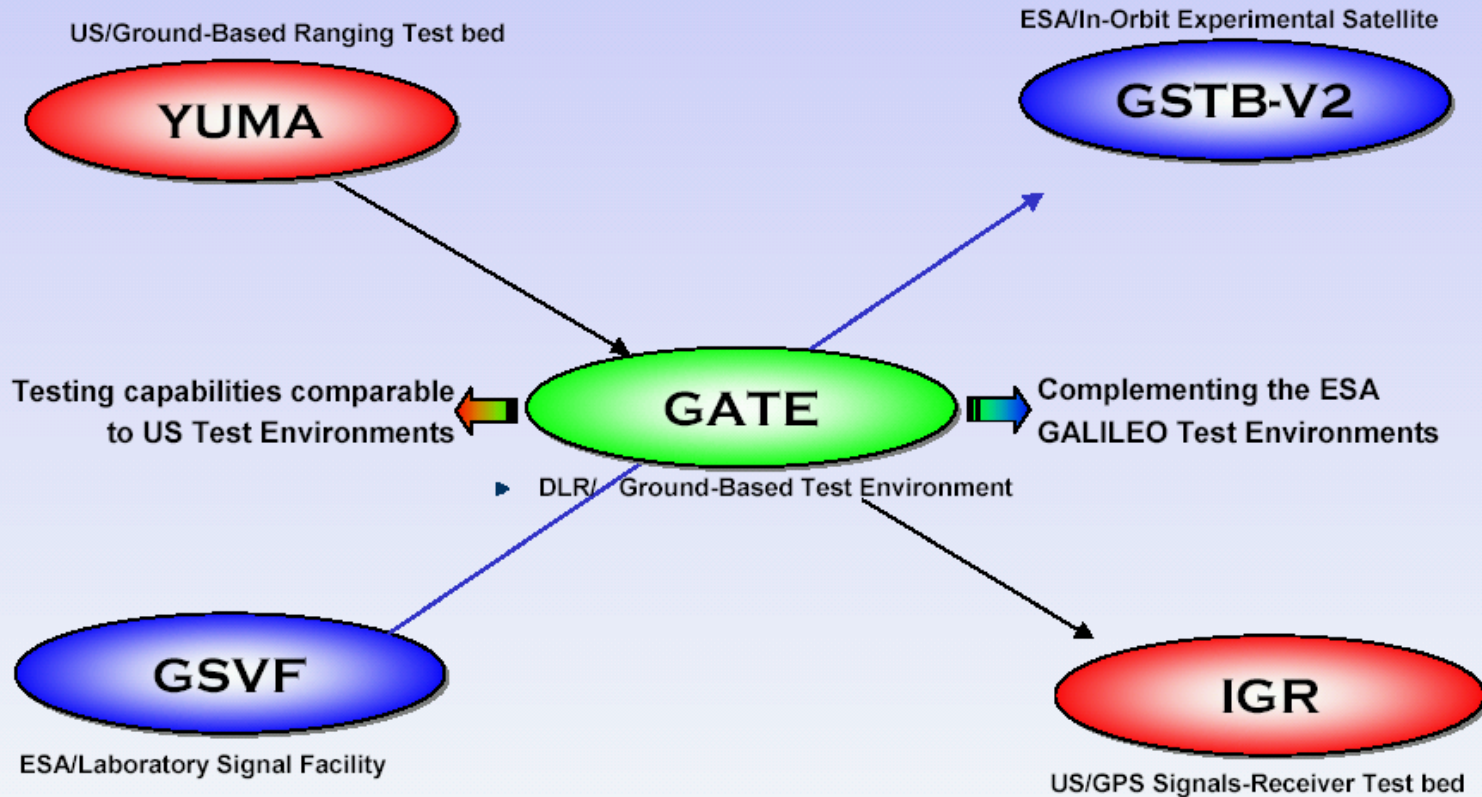 US/Ground-Based Ranging Test bed
YUMA
ESA/In-Orbit Experimental Satellite
GSTB-V2
Testing capabilities comparable
to US Test Environments
GATE
Complementing the ESA
GALILEO Test Environments
DLR/ Ground-Based Test Environment
GSVF
ESA/Laboratory Signal Facility
IGR
US/GPS Signals-Receiver Test bed